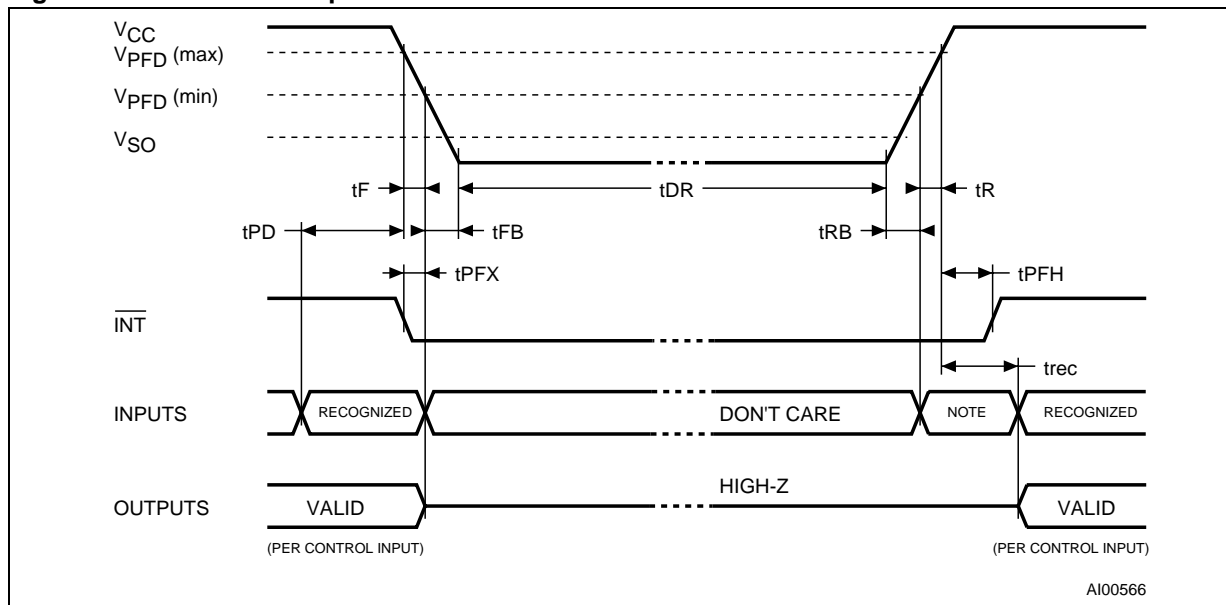 VCC
VPFD (max)
VPFD (min)
VSO
tF
tDR
tR
tPD
tFB
tRB
tPFX
tPFH
INT
trec
INPUTS
RECOGNIZED
DON'T CARE
NOTE
RECOGNIZED
HIGH-Z
OUTPUTS
VALID
VALID
(PER CONTROL INPUT)
(PER CONTROL INPUT)
AI00566